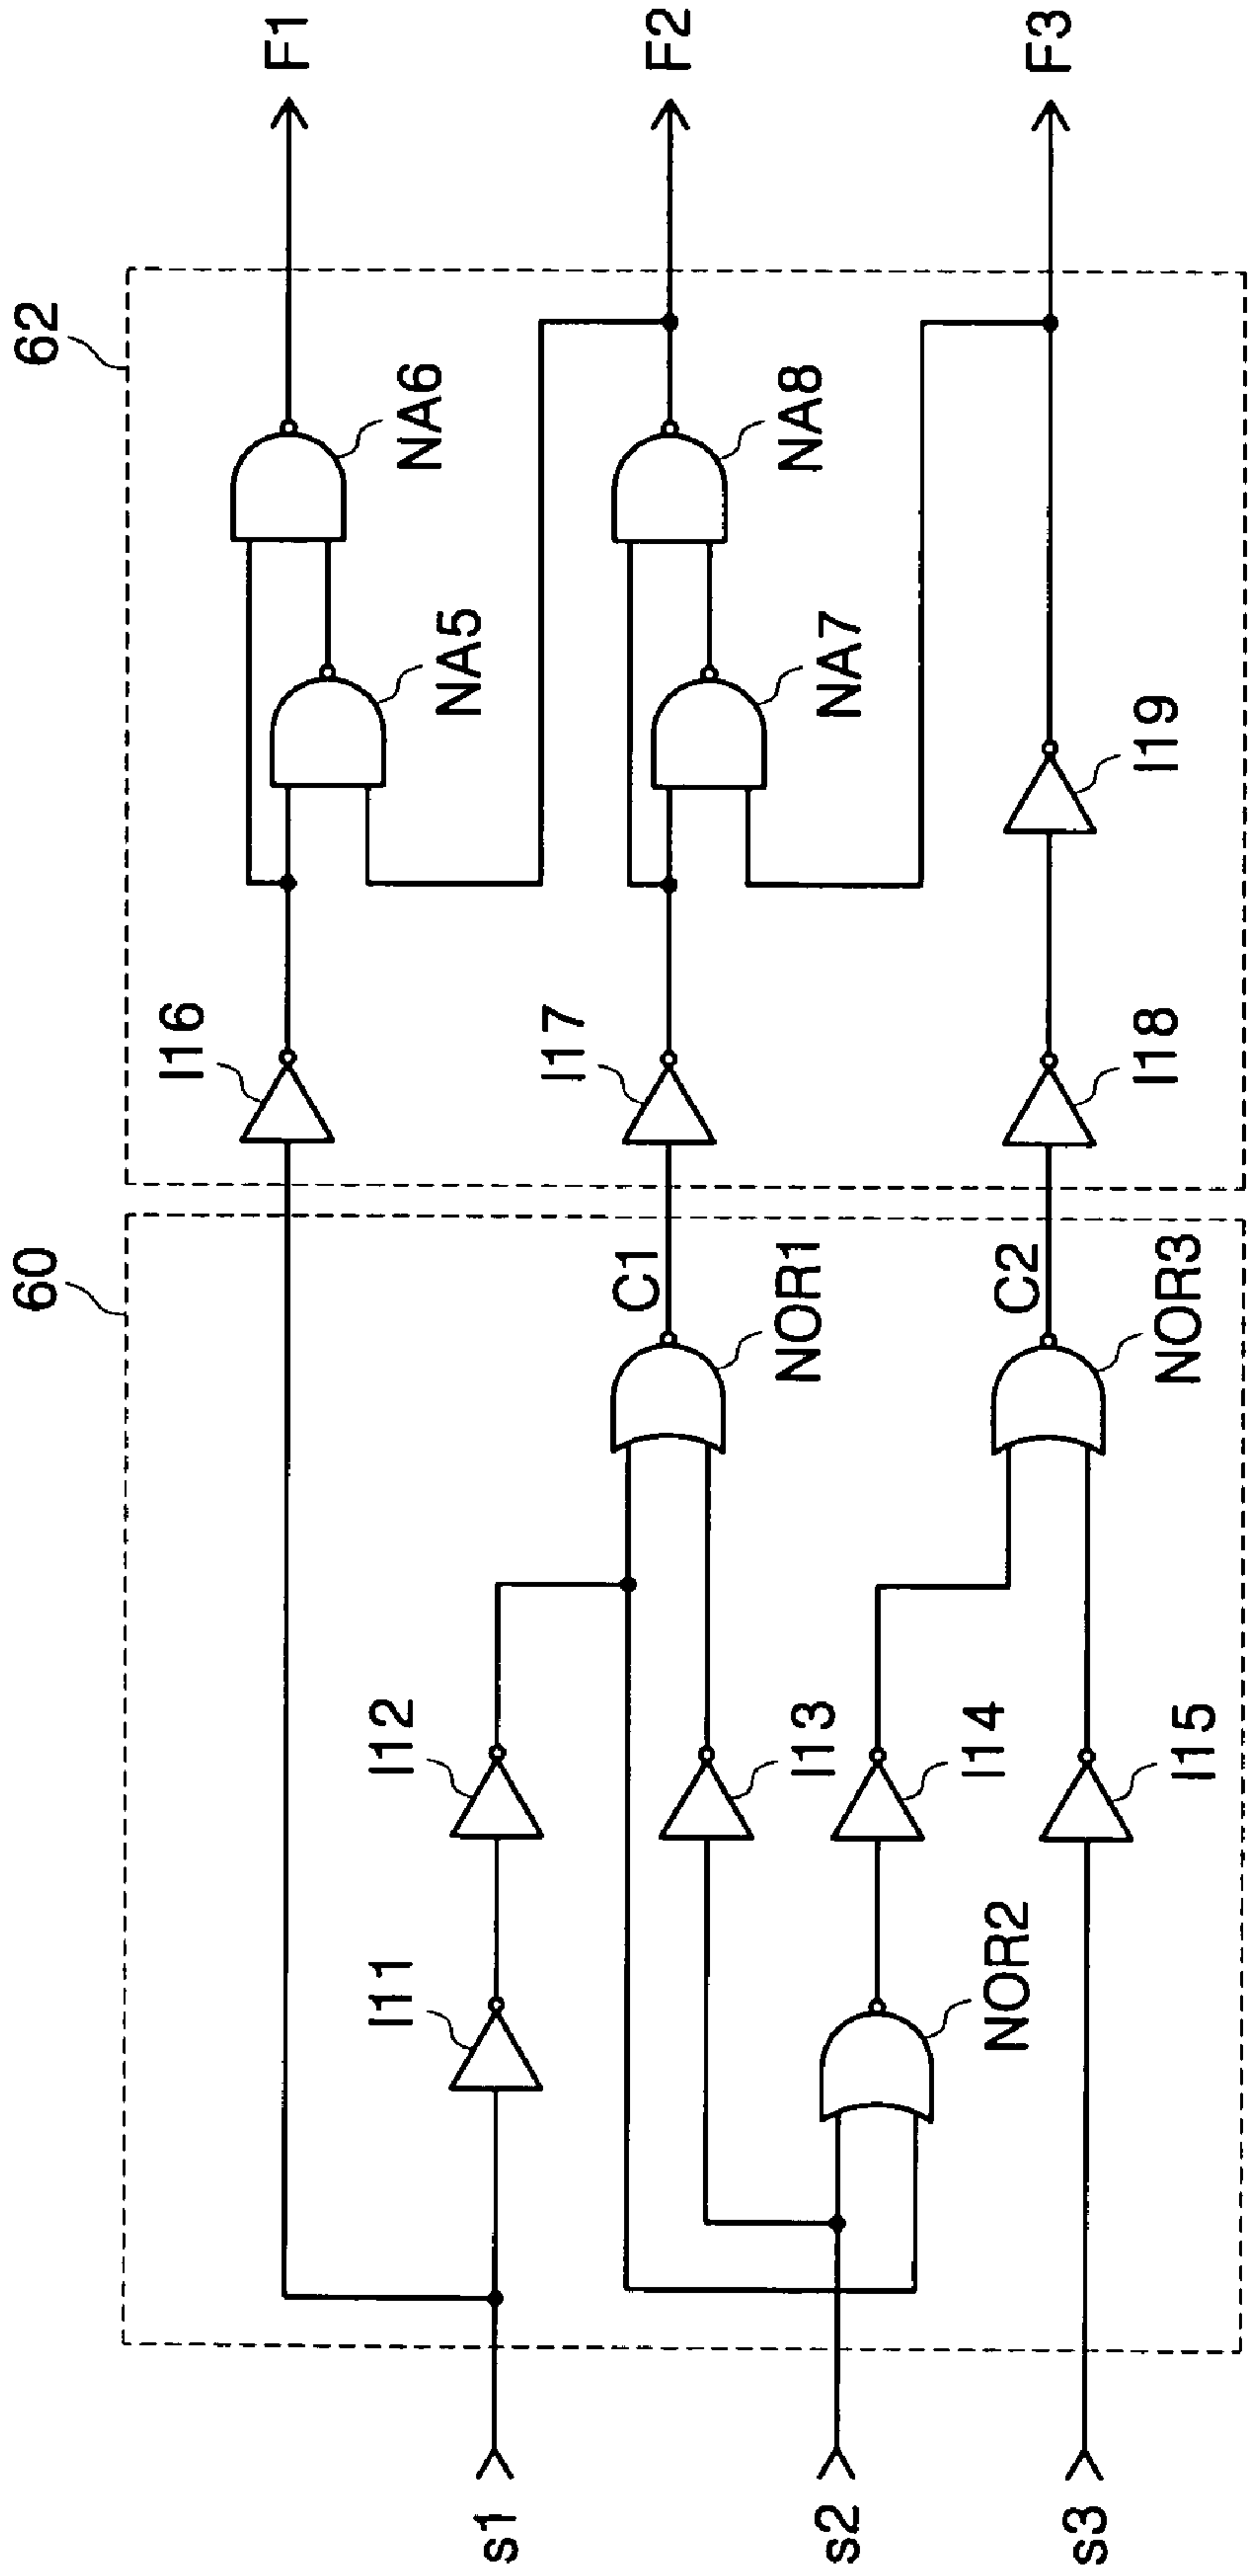 60
62
s1
s2
s3
I11
I12
I13
I14
I15
NOR1
NOR2
NOR3
C1
C2
I16
I17
I18
I19
NA5
NA6
NA7
NA8
F1
F2
F3